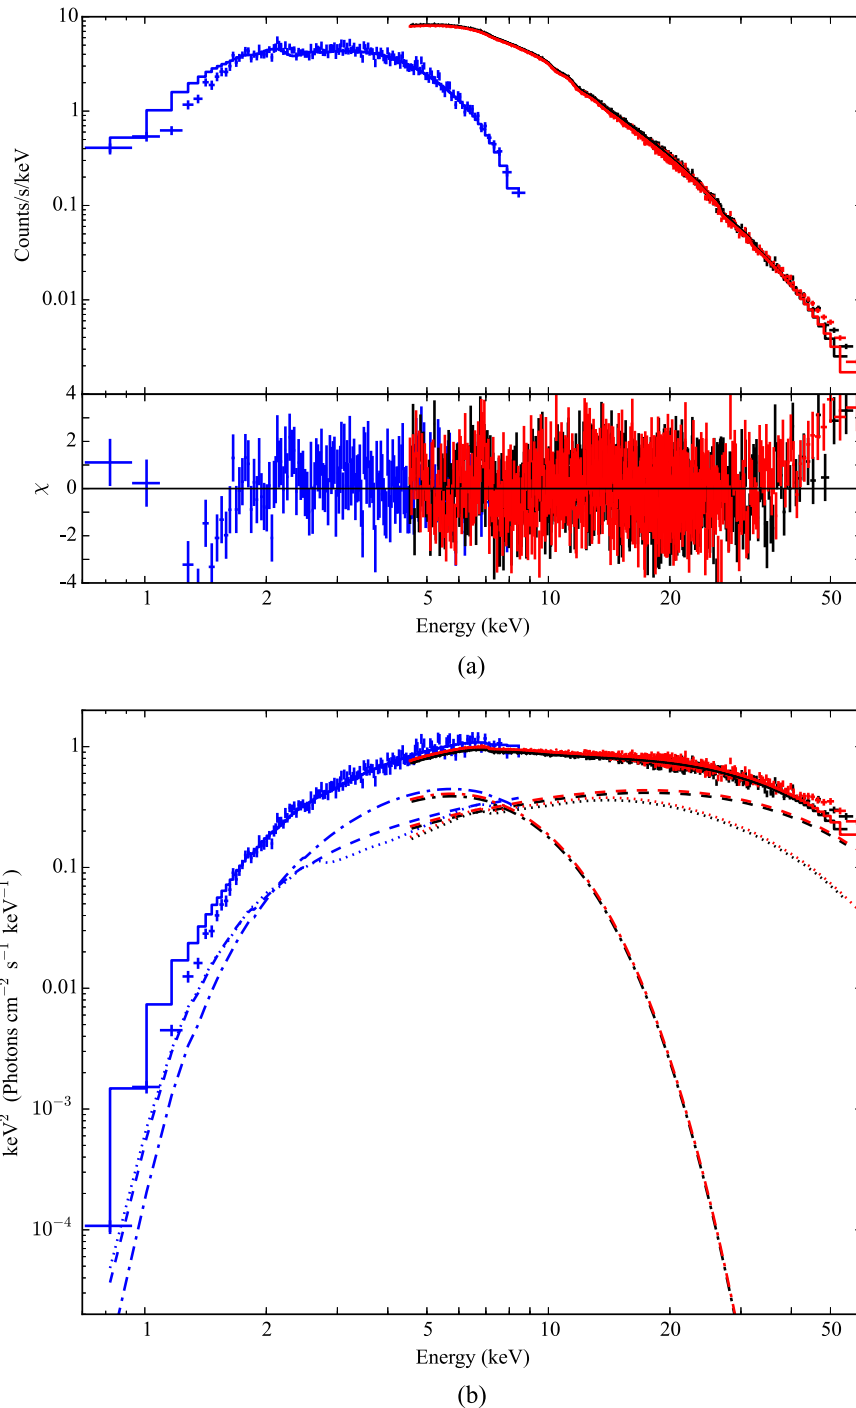 10
1
0.1
0.01
Counts/s/keV
4
2
0
-2
-4
χ
1 2 5 10 20 50
Energy (keV)
(a)
1
0.1
0.01
10⁻³
10⁻⁴
keV² (Photons cm⁻² s⁻¹ keV⁻¹)
1 2 5 10 20 50
Energy (keV)
(b)